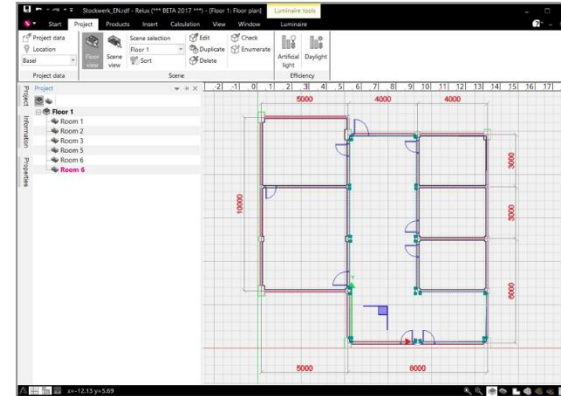 Stockwerk_EN.rdf - Relux (*** BETA 2017 ***) - [Floor 1: Floor plan]
Luminaire tools
Start Project Products Insert Calculation View Window Luminaire
Project data
Location
Basel
Project data
Floor view
Scene view
Scene selection
Floor 1
Sort
Edit
Duplicate
Delete
Check
Enumerate
Scene
Artificial light
Daylight
Efficiency
Project
Information
Properties
Project
Floor 1
Room 1
Room 2
Room 3
Room 5
Room 6
Room 6
-2 -1 0 1 2 3 4 5 6 7 8 9 10 11 12 13 14 15 16 17
5000 4000 4000
3000
10000
3000
6000
5000 8000
x=-12.13 y=5.69